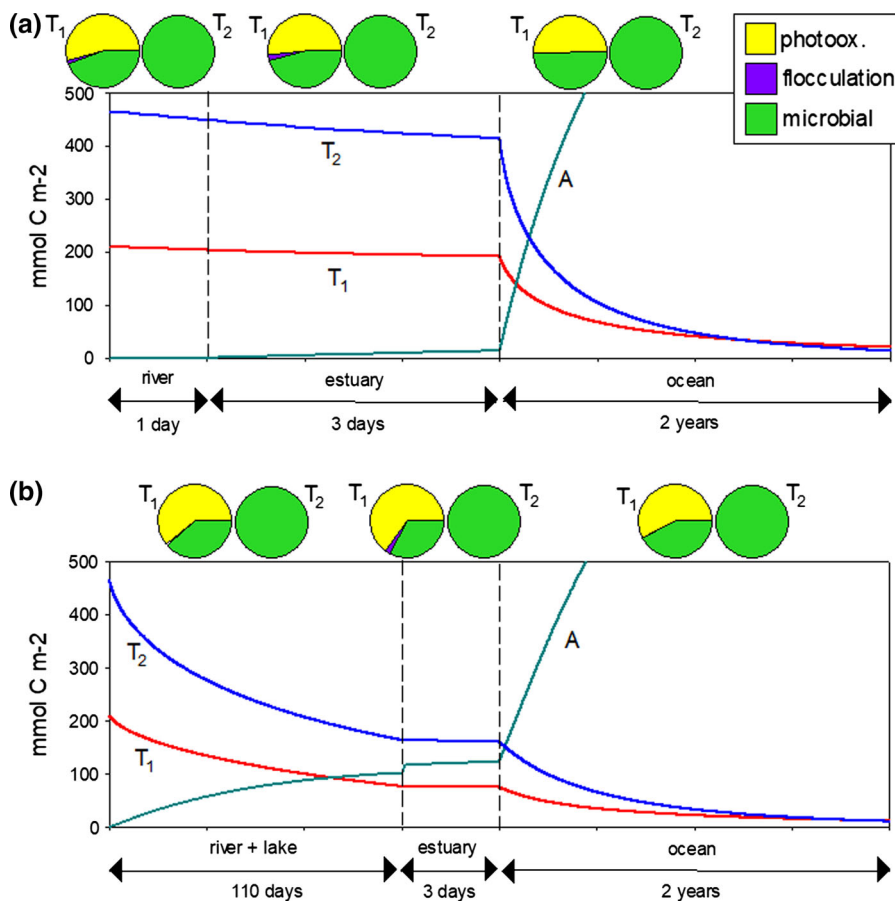 (a)
T1 T2 T1 T2 T1 T2
photoox.
flocculation
microbial
500
400
300
200
100
0
mmol C m-2
T2
T1
A
river estuary ocean
1 day 3 days 2 years
(b)
T1 T2 T1 T2 T1 T2
500
400
300
200
100
0
mmol C m-2
T2
T1
A
river + lake estuary ocean
110 days 3 days 2 years